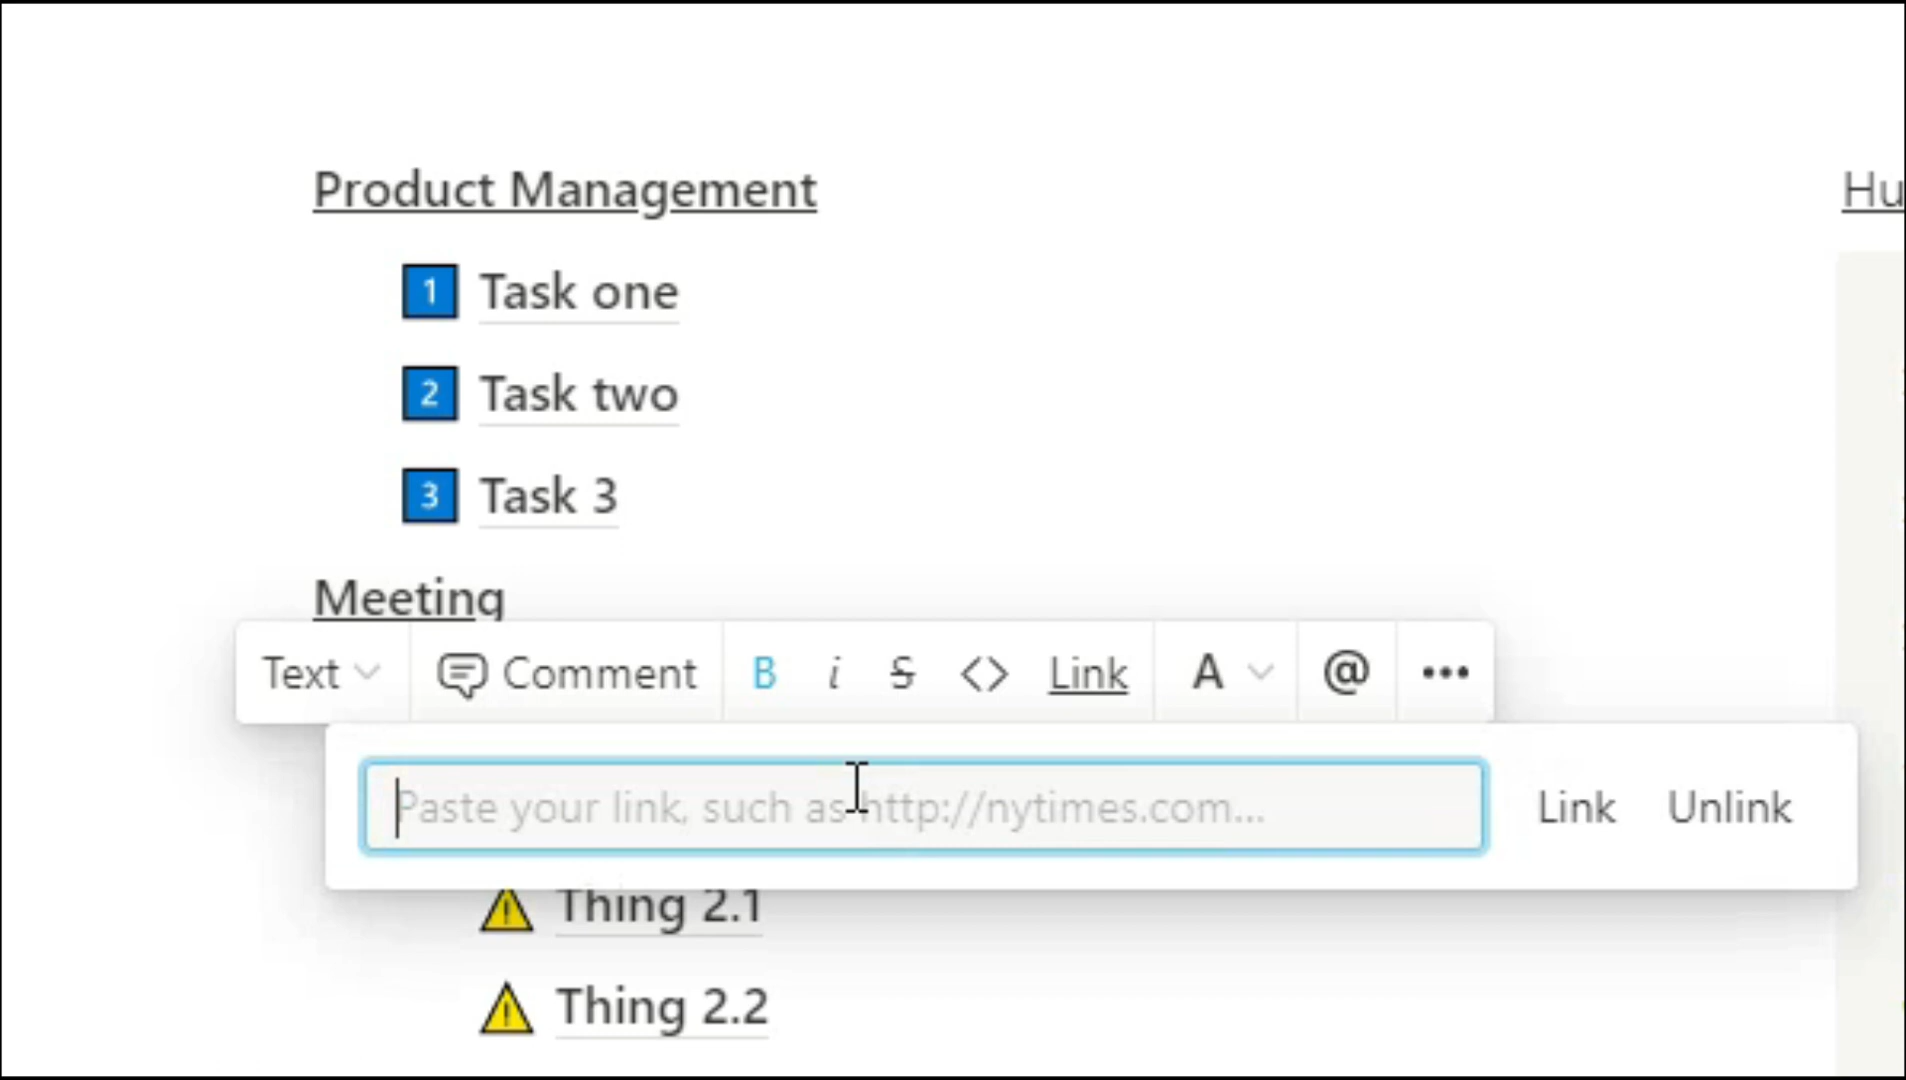 Product Management
Hu
1 Task one
2 Task two
3 Task 3
Meeting
Text Comment B i S <> Link A @ •••
Paste your link, such as http://nytimes.com... Link Unlink
Thing 2.1
Thing 2.2